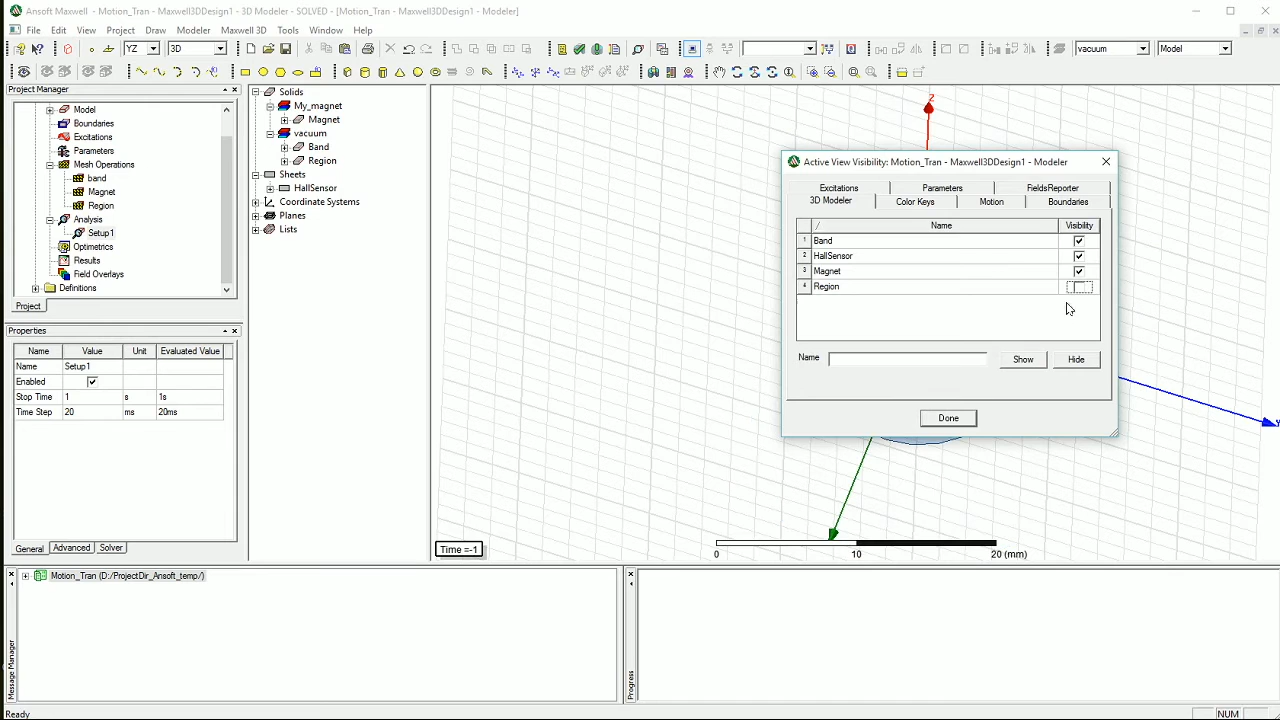 Ansoft Maxwell - Motion_Tran - Maxwell3DDesign1 - 3D Modeler - SOLVED - [Motion_Tran - Maxwell3DDesign1 - Modeler]
File Edit View Project Draw Modeler Maxwell 3D Tools Window Help
YZ 3D vacuum Model
Project Manager
Model
Boundaries
Excitations
Parameters
Mesh Operations
band
Magnet
Region
Analysis
Setup1
Optimetrics
Results
Field Overlays
Definitions
Project
Properties
Name Value Unit Evaluated Value
Name Setup1
Enabled
Stop Time 1 s 1s
Time Step 20 ms 20ms
General Advanced Solver
Solids
My_magnet
Magnet
vacuum
Band
Region
Sheets
HallSensor
Coordinate Systems
Planes
Lists
Z
Active View Visibility: Motion_Tran - Maxwell3DDesign1 - Modeler
Excitations Parameters FieldsReporter
3D Modeler Color Keys Motion Boundaries
/ Name Visibility
1 Band
2 HallSensor
3 Magnet
4 Region
Name Show Hide
Done
Time =-1
0 10 20 (mm)
Message Manager
Motion_Tran (D:/ProjectDir_Ansoft_temp/)
Progress
Ready
NUM